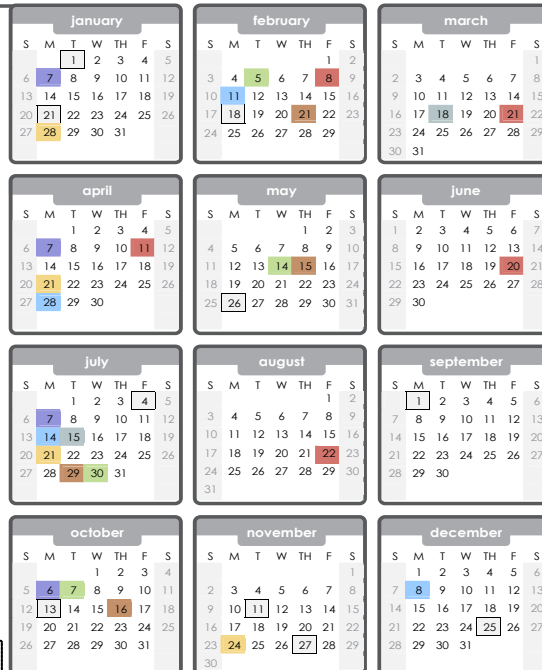 january
S M T W TH F S
1 2 3 4 5
6 7 8 9 10 11 12
13 14 15 16 17 18 19
20 21 22 23 24 25 26
27 28 29 30 31
february
S M T W TH F S
1 2
3 4 5 6 7 8 9
10 11 12 13 14 15 16
17 18 19 20 21 22 23
24 25 26 27 28 29
march
S M T W TH F S
1
2 3 4 5 6 7 8
9 10 11 12 13 14 15
16 17 18 19 20 21 22
23 24 25 26 27 28 29
30 31
april
S M T W TH F S
1 2 3 4 5
6 7 8 9 10 11 12
13 14 15 16 17 18 19
20 21 22 23 24 25 26
27 28 29 30
may
S M T W TH F S
1 2 3
4 5 6 7 8 9 10
11 12 13 14 15 16 17
18 19 20 21 22 23 24
25 26 27 28 29 30 31
june
S M T W TH F S
1 2 3 4 5 6 7
8 9 10 11 12 13 14
15 16 17 18 19 20 21
22 23 24 25 26 27 28
29 30
july
S M T W TH F S
1 2 3 4 5
6 7 8 9 10 11 12
13 14 15 16 17 18 19
20 21 22 23 24 25 26
27 28 29 30 31
august
S M T W TH F S
1 2
3 4 5 6 7 8 9
10 11 12 13 14 15 16
17 18 19 20 21 22 23
24 25 26 27 28 29 30
31
september
S M T W TH F S
1 2 3 4 5 6
7 8 9 10 11 12 13
14 15 16 17 18 19 20
21 22 23 24 25 26 27
28 29 30
october
S M T W TH F S
1 2 3 4
5 6 7 8 9 10 11
12 13 14 15 16 17 18
19 20 21 22 23 24 25
26 27 28 29 30 31
november
S M T W TH F S
1
2 3 4 5 6 7 8
9 10 11 12 13 14 15
16 17 18 19 20 21 22
23 24 25 26 27 28 29
30
december
S M T W TH F S
1 2 3 4 5 6
7 8 9 10 11 12 13
14 15 16 17 18 19 20
21 22 23 24 25 26 27
28 29 30 31